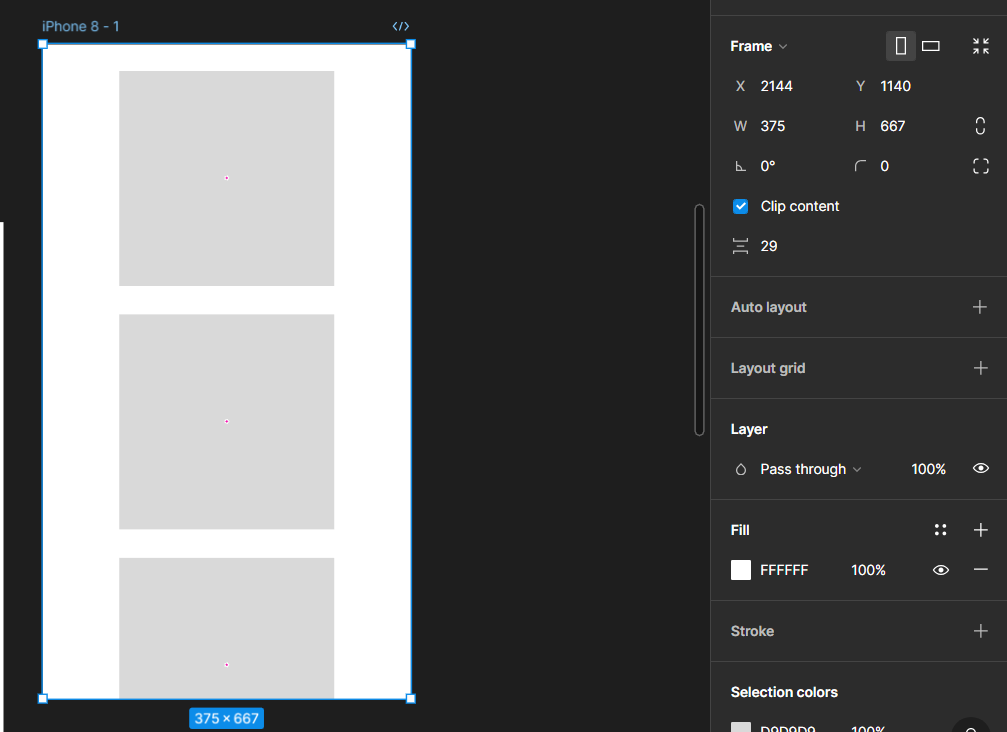 iPhone 8 - 1
375 × 667
Frame
X 2144 Y 1140
W 375 H 667
0° 0
Clip content
29
Auto layout
Layout grid
Layer
Pass through 100%
Fill
FFFFFF 100%
Stroke
Selection colors
D9D9D9 100%